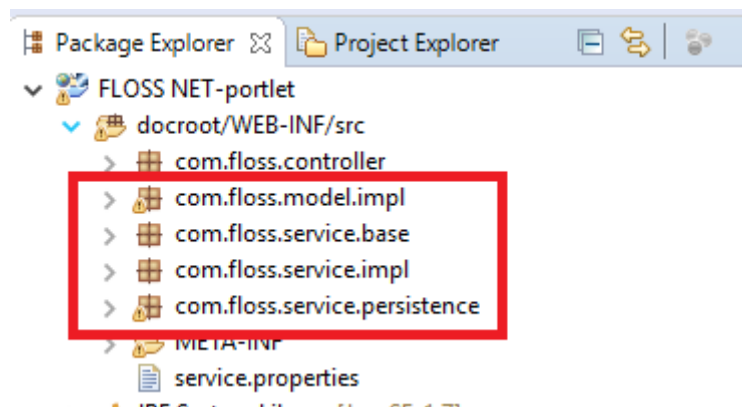 Package Explorer Project Explorer
FLOSS NET-portlet
docroot/WEB-INF/src
com.floss.controller
com.floss.model.impl
com.floss.service.base
com.floss.service.impl
com.floss.service.persistence
META-INF
service.properties